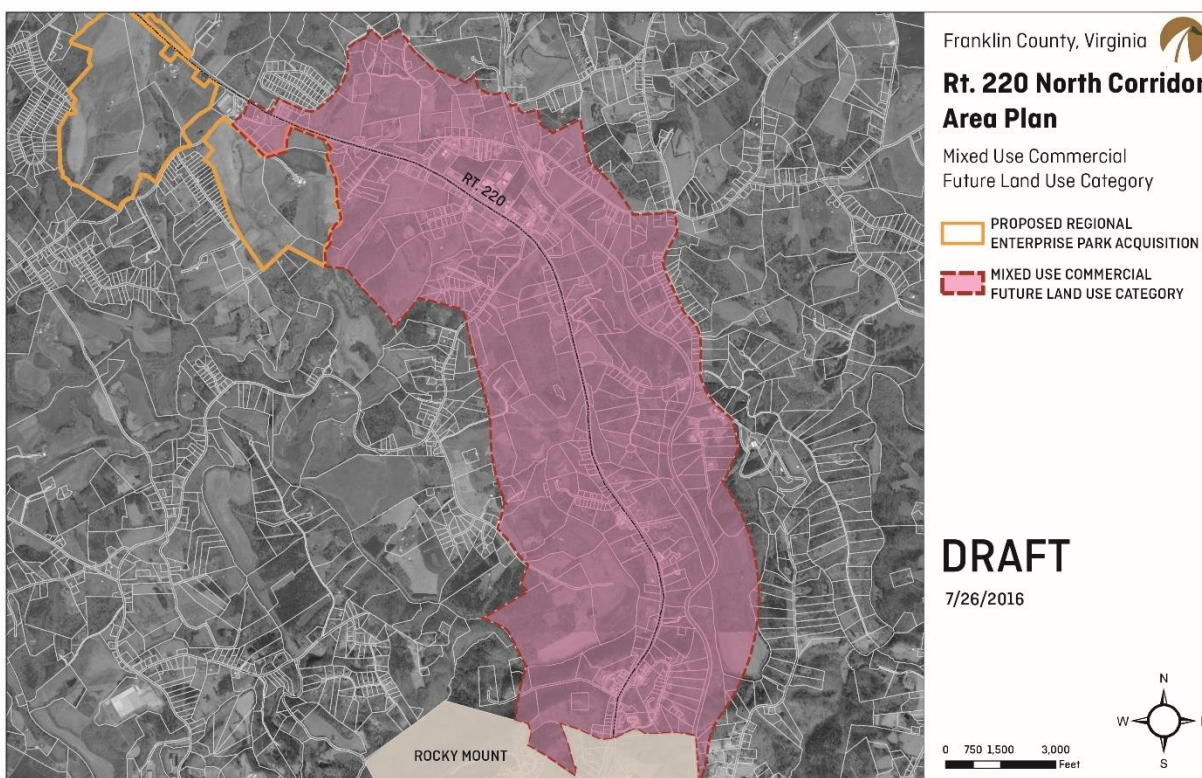 Franklin County, Virginia
Rt. 220 North Corridor
Area Plan
Mixed Use Commercial
Future Land Use Category
PROPOSED REGIONAL
ENTERPRISE PARK ACQUISITION
MIXED USE COMMERCIAL
FUTURE LAND USE CATEGORY
RT. 220
DRAFT
7/26/2016
ROCKY MOUNT
N
W
S
0 750 1,500 3,000
Feet